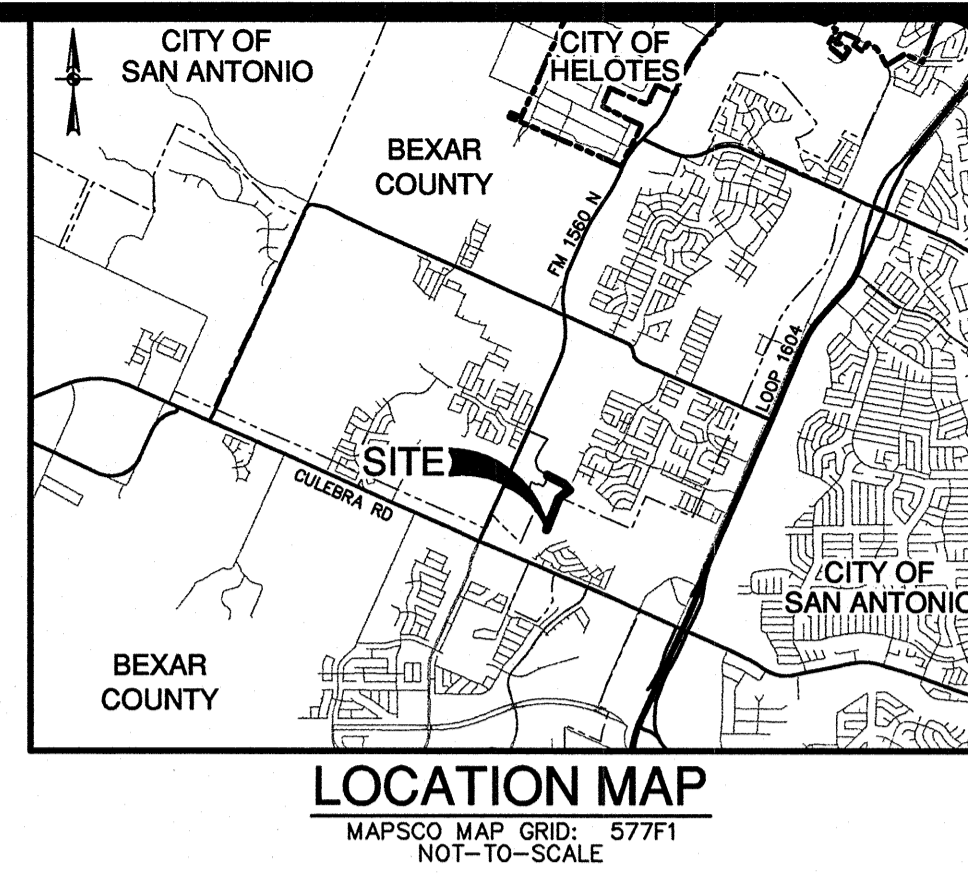 CITY OF
SAN ANTONIO
CITY OF
HELOTES
BEXAR
COUNTY
FM 1560 N
LOOP 1604
SITE
CULEBRA RD
CITY OF
SAN ANTONIO
BEXAR
COUNTY
LOCATION MAP
MAPSCO MAP GRID: 577F1
NOT-TO-SCALE